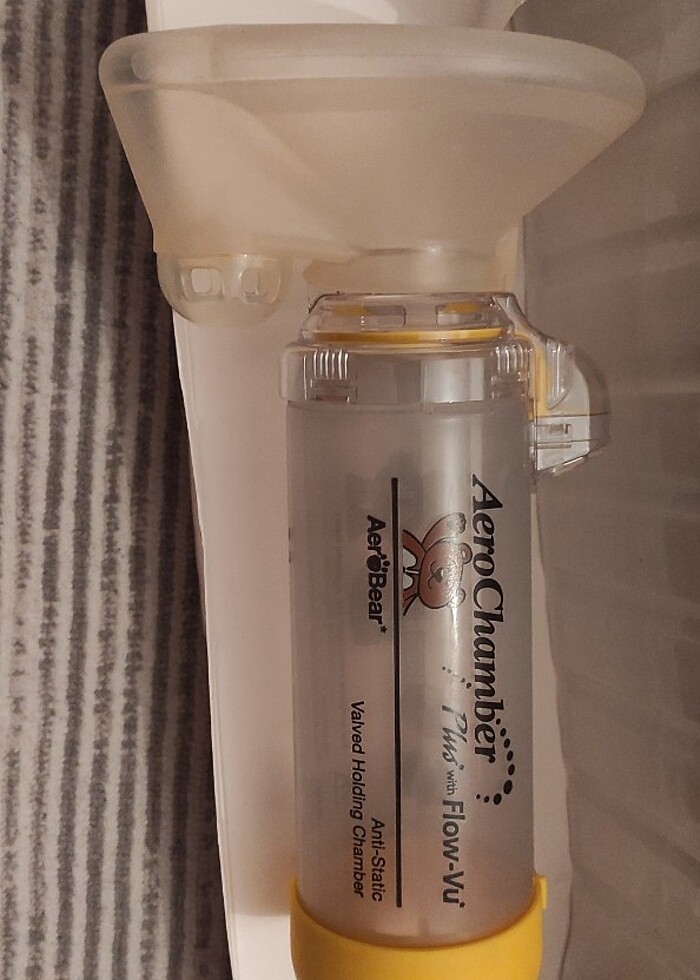 AeroChamber
Plus* with Flow-Vu*
AeroBear*
Anti-Static
Valved Holding Chamber